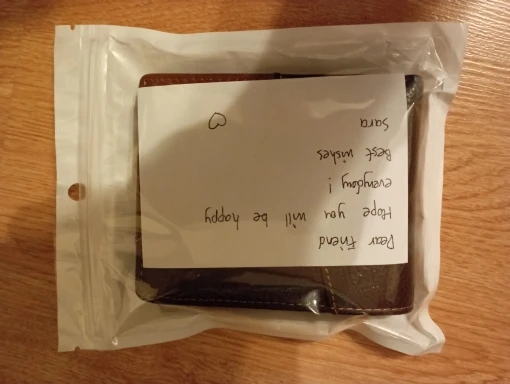 Dear Friend
Hope you will be happy
everyday!
Best wishes
Sara